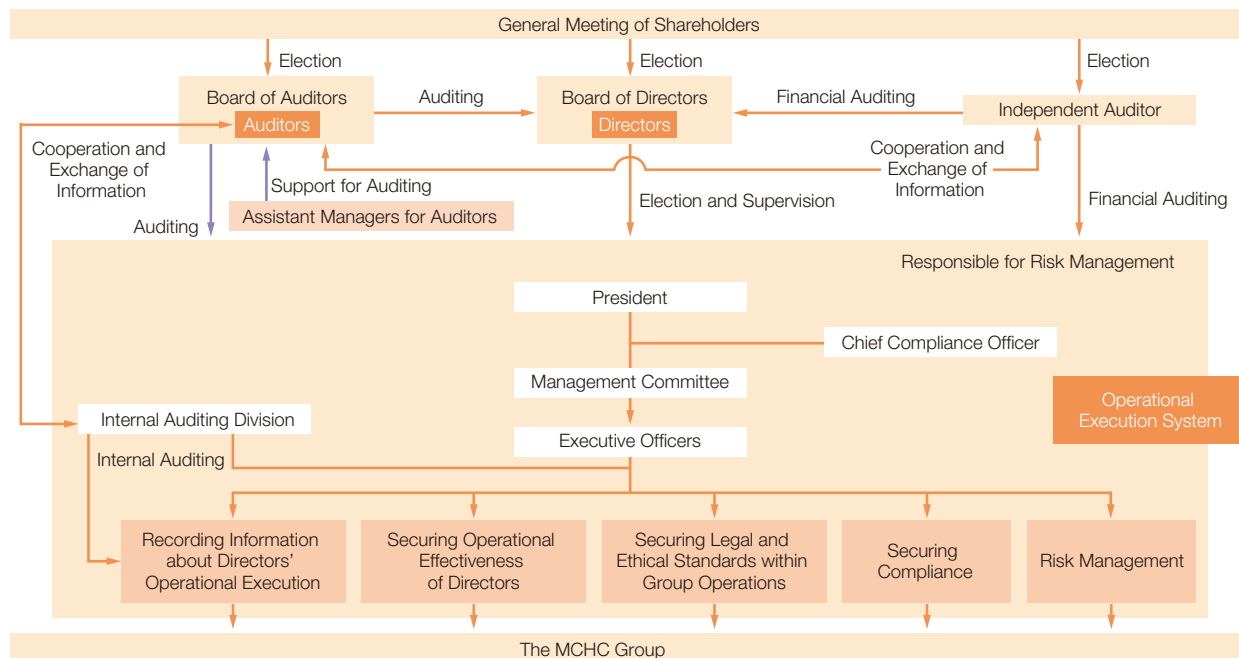 General Meeting of Shareholders
Election
Election
Election
Board of Auditors
Auditors
Auditing
Board of Directors
Directors
Financial Auditing
Independent Auditor
Cooperation and
Exchange of
Information
Cooperation and
Exchange of
Information
Support for Auditing
Assistant Managers for Auditors
Election and Supervision
Financial Auditing
Auditing
Responsible for Risk Management
President
Chief Compliance Officer
Management Committee
Operational
Execution System
Internal Auditing Division
Executive Officers
Internal Auditing
Recording Information
about Directors’
Operational Execution
Securing Operational
Effectiveness
of Directors
Securing Legal and
Ethical Standards within
Group Operations
Securing
Compliance
Risk Management
The MCHC Group